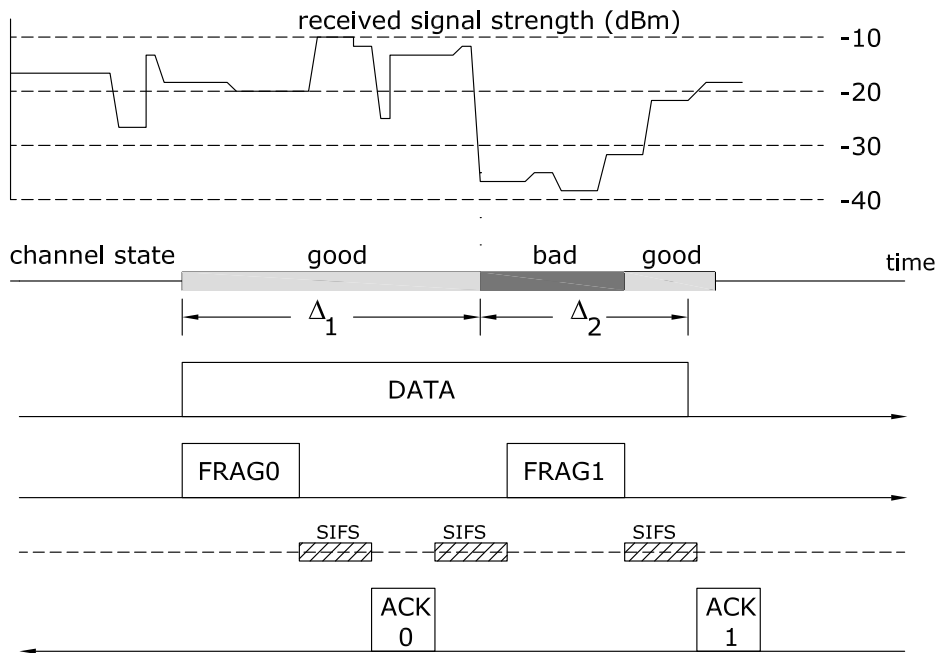 received signal strength (dBm)
-10
-20
-30
-40
channel state
good
bad
good
time
Δ1
Δ2
DATA
FRAG0
FRAG1
SIFS
SIFS
SIFS
ACK
0
ACK
1